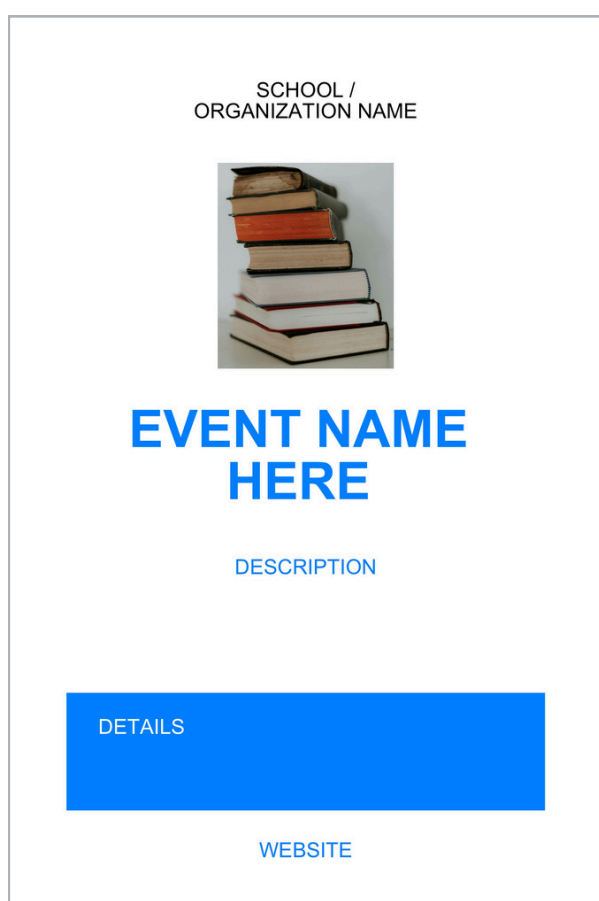 SCHOOL /
ORGANIZATION NAME
EVENT NAME
HERE
DESCRIPTION
DETAILS
WEBSITE